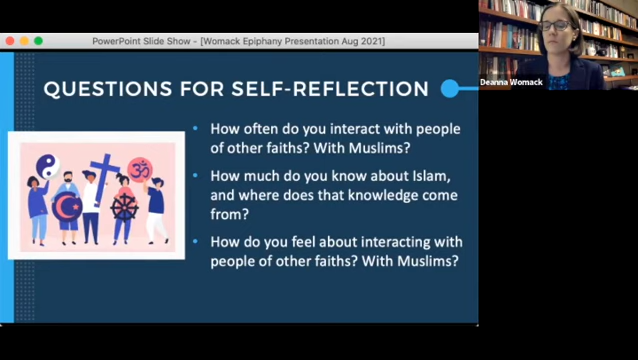 PowerPoint Slide Show - [Womack Epiphany Presentation Aug 2021]
Deanna Womack
QUESTIONS FOR SELF-REFLECTION
• How often do you interact with people
of other faiths? With Muslims?
• How much do you know about Islam,
and where does that knowledge come
from?
• How do you feel about interacting with
people of other faiths? With Muslims?
ॐ